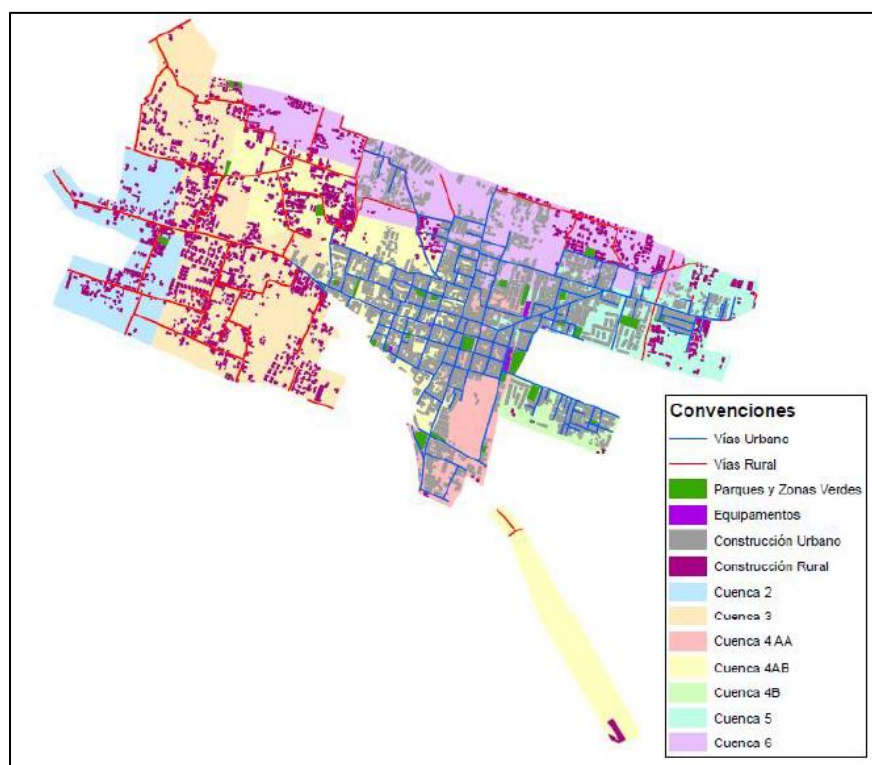 Convenciones
Vías Urbano
Vías Rural
Parques y Zonas Verdes
Equipamentos
Construcción Urbano
Construcción Rural
Cuenca 2
Cuenca 3
Cuenca 4 AA
Cuenca 4AB
Cuenca 4B
Cuenca 5
Cuenca 6